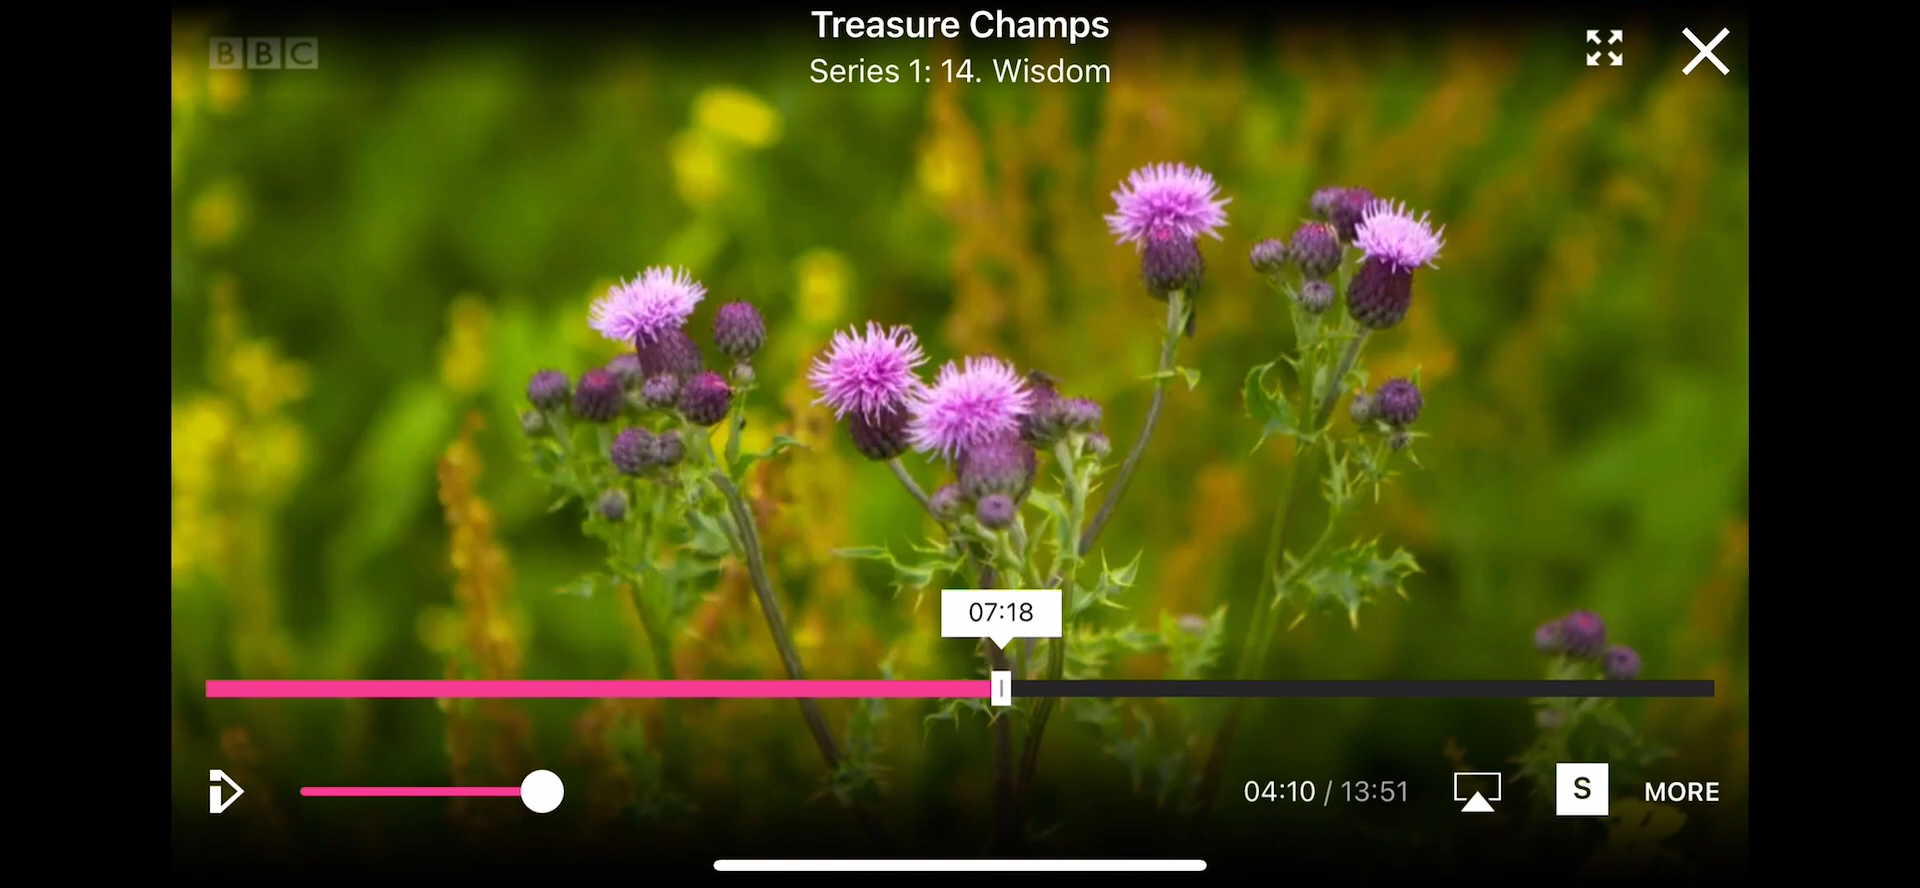 BBC
Treasure Champs
Series 1: 14. Wisdom
07:18
04:10 / 13:51
S
MORE